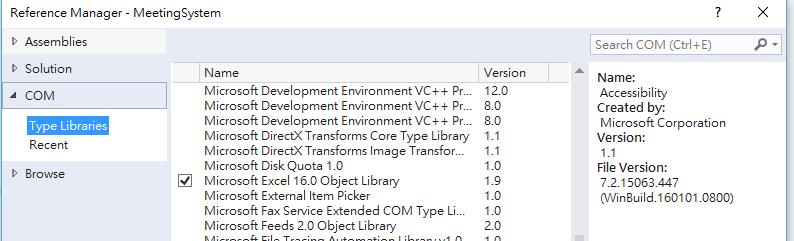 Reference Manager - MeetingSystem
?
Assemblies
Solution
COM
Type Libraries
Recent
Browse
Name Version
Microsoft Development Environment VC++ Pr... 12.0
Microsoft Development Environment VC++ Pr... 8.0
Microsoft Development Environment VC++ Pr... 8.0
Microsoft DirectX Transforms Core Type Library 1.1
Microsoft DirectX Transforms Image Transfor... 1.1
Microsoft Disk Quota 1.0 1.0
Microsoft Excel 16.0 Object Library 1.9
Microsoft External Item Picker 1.0
Microsoft Fax Service Extended COM Type Li... 1.0
Microsoft Feeds 2.0 Object Library 2.0
Microsoft File Tracing Automation Library v1.0 1.0
Search COM (Ctrl+E)
Name:
Accessibility
Created by:
Microsoft Corporation
Version:
1.1
File Version:
7.2.15063.447
(WinBuild.160101.0800)